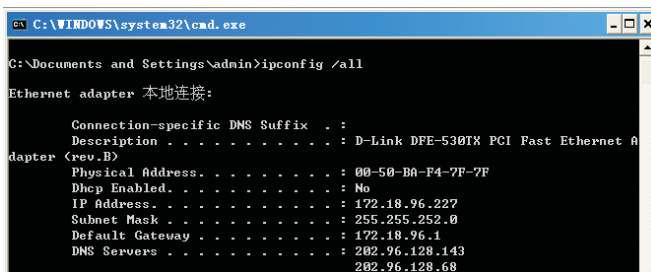 C:\WINDOWS\system32\cmd.exe
C:\Documents and Settings\admin>ipconfig /all
Ethernet adapter 本地连接:
Connection-specific DNS Suffix . :
Description . . . . . . . . . . . : D-Link DFE-530TX PCI Fast Ethernet A
dapter (rev.B)
Physical Address. . . . . . . . . : 00-50-BA-F4-7F-7F
Dhcp Enabled. . . . . . . . . . . : No
IP Address. . . . . . . . . . . . : 172.18.96.227
Subnet Mask . . . . . . . . . . . : 255.255.252.0
Default Gateway . . . . . . . . . : 172.18.96.1
DNS Servers . . . . . . . . . . . : 202.96.128.143
202.96.128.68